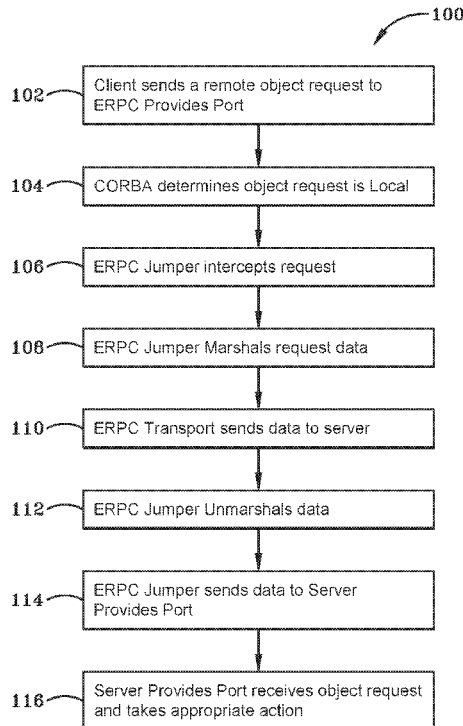 100
102
Client sends a remote object request to
ERPC Provides Port
104
CORBA determines object request is Local
106
ERPC Jumper intercepts request
108
ERPC Jumper Marshals request data
110
ERPC Transport sends data to server
112
ERPC Jumper Unmarshals data
114
ERPC Jumper sends data to Server
Provides Port
116
Server Provides Port receives object request
and takes appropriate action